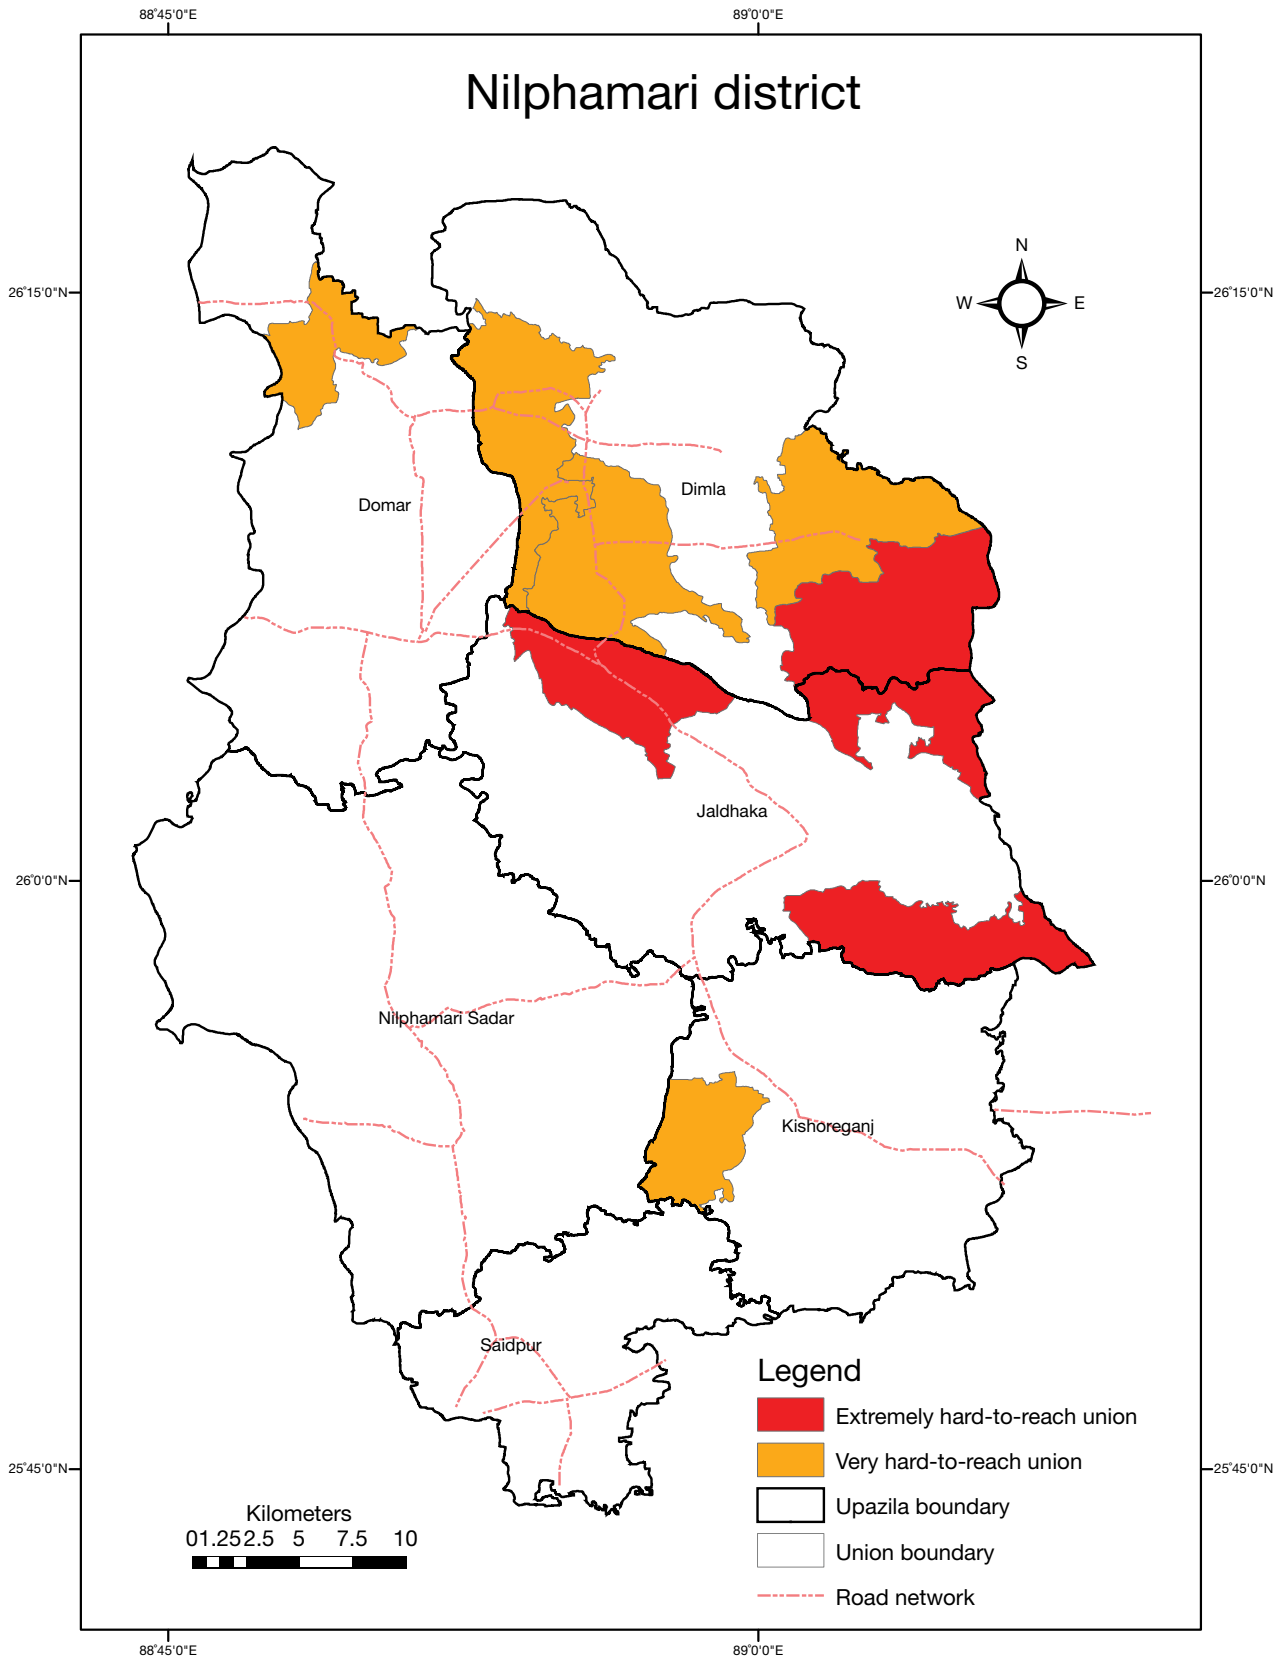 88°45'0"E 89°0'0"E
Nilphamari district
N
W E
S
26°15'0"N 26°15'0"N
Dimla
Domar
Jaldhaka
26°0'0"N 26°0'0"N
Nilphamari Sadar
Kishoreganj
Saidpur
Legend
Extremely hard-to-reach union
Very hard-to-reach union
Upazila boundary
Union boundary
Road network
25°45'0"N 25°45'0"N
Kilometers
0 1.25 2.5 5 7.5 10
88°45'0"E 89°0'0"E